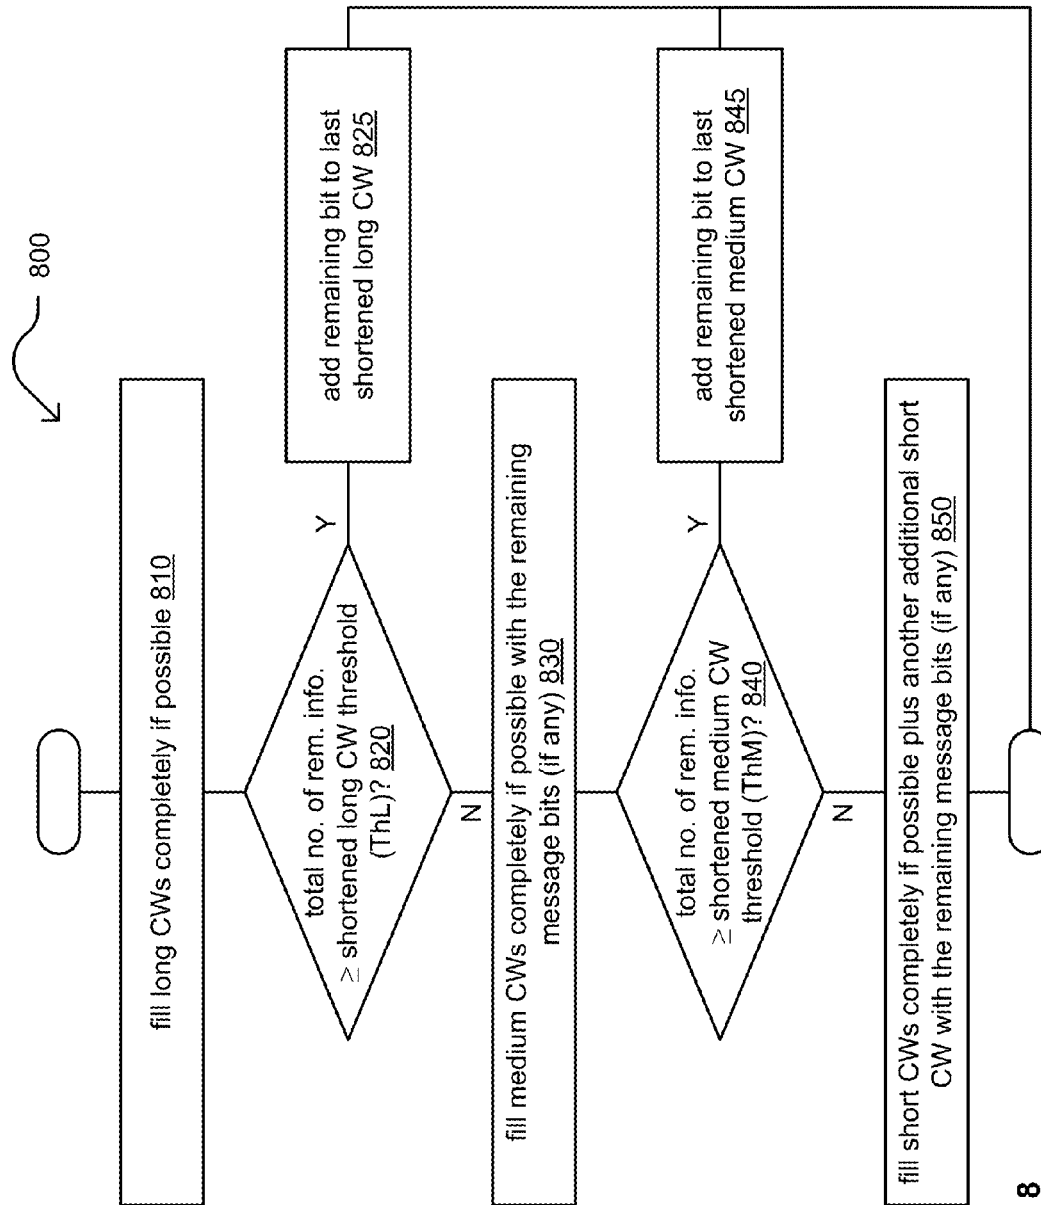 800
fill long CWs completely if possible 810
total no. of rem. info.
≥ shortened long CW threshold
(ThL)? 820
Y
add remaining bit to last
shortened long CW 825
N
fill medium CWs completely if possible with the remaining
message bits (if any) 830
total no. of rem. info.
≥ shortened medium CW
threshold (ThM)? 840
Y
add remaining bit to last
shortened medium CW 845
N
fill short CWs completely if possible plus another additional short
CW with the remaining message bits (if any) 850
8